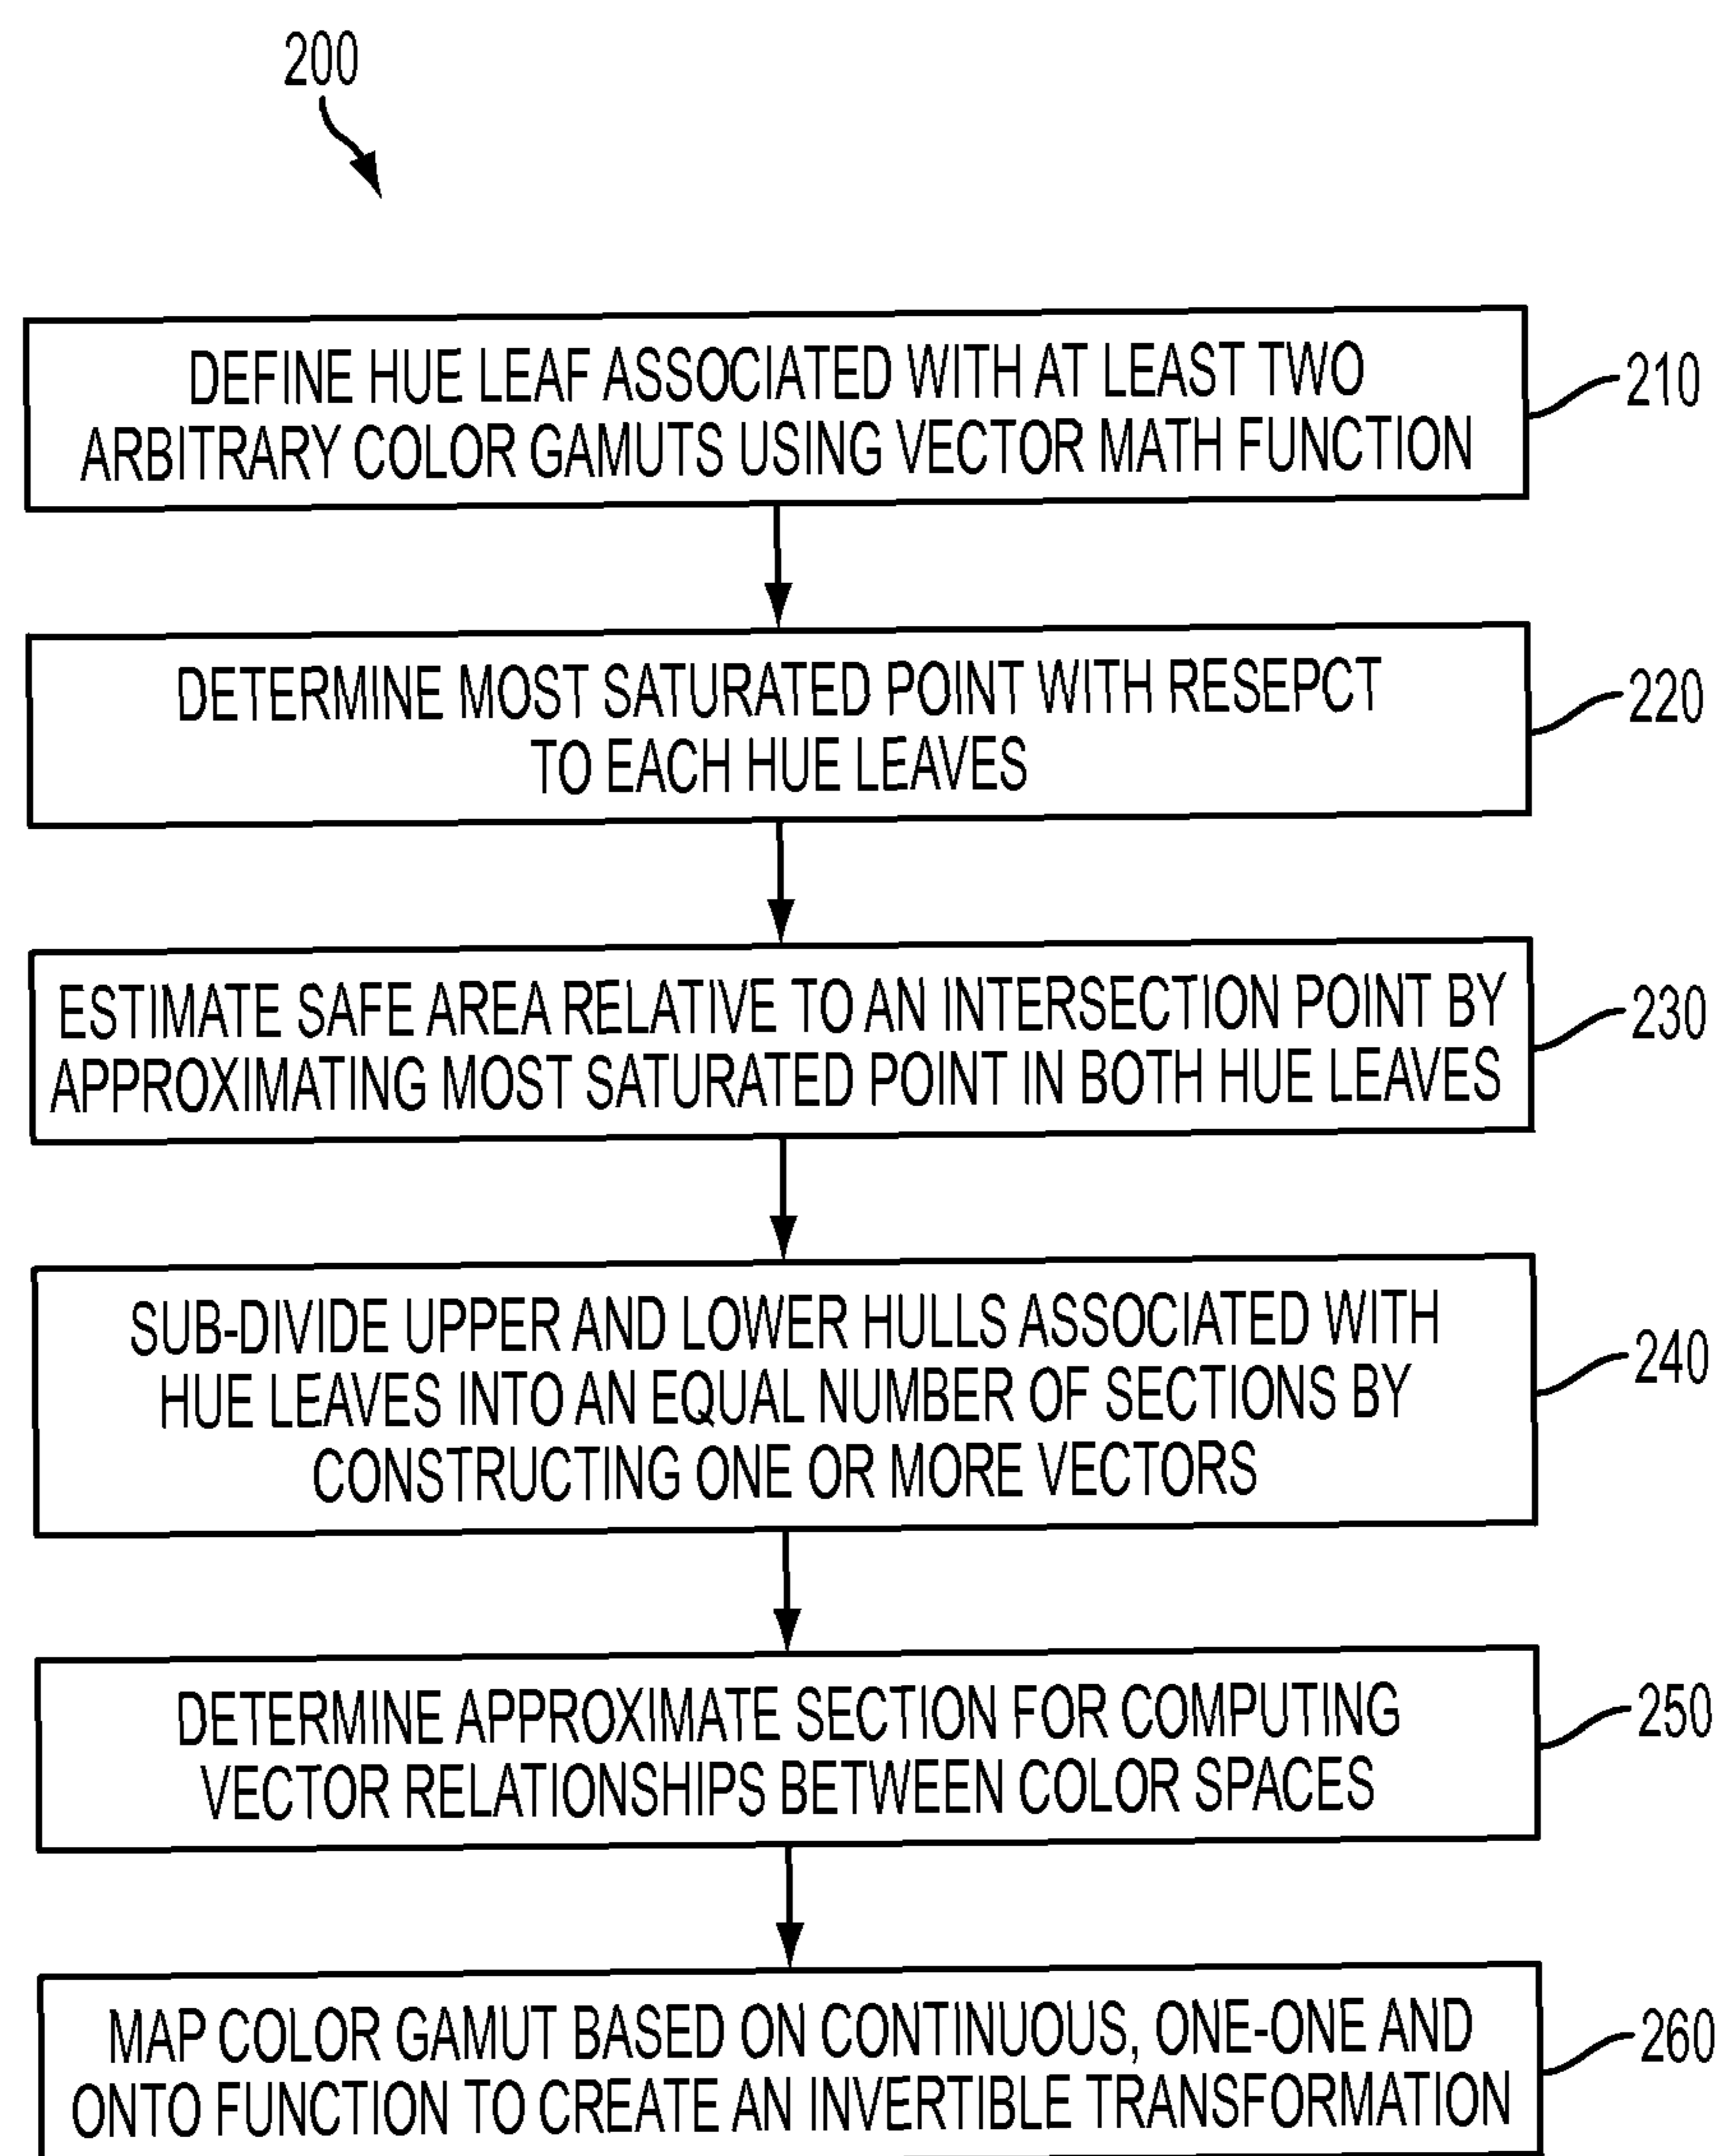 200
DEFINE HUE LEAF ASSOCIATED WITH AT LEAST TWO
ARBITRARY COLOR GAMUTS USING VECTOR MATH FUNCTION
210
DETERMINE MOST SATURATED POINT WITH RESEPCT
TO EACH HUE LEAVES
220
ESTIMATE SAFE AREA RELATIVE TO AN INTERSECTION POINT BY
APPROXIMATING MOST SATURATED POINT IN BOTH HUE LEAVES
230
SUB-DIVIDE UPPER AND LOWER HULLS ASSOCIATED WITH
HUE LEAVES INTO AN EQUAL NUMBER OF SECTIONS BY
CONSTRUCTING ONE OR MORE VECTORS
240
DETERMINE APPROXIMATE SECTION FOR COMPUTING
VECTOR RELATIONSHIPS BETWEEN COLOR SPACES
250
MAP COLOR GAMUT BASED ON CONTINUOUS, ONE-ONE AND
ONTO FUNCTION TO CREATE AN INVERTIBLE TRANSFORMATION
260